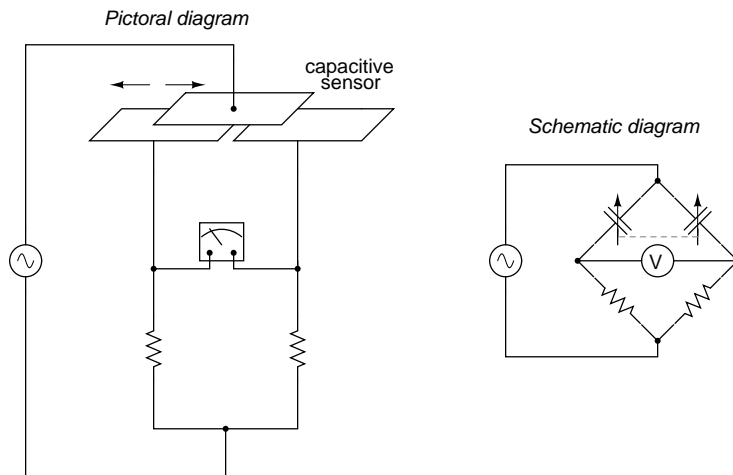 Pictoral diagram
capacitive
sensor
Schematic diagram
V